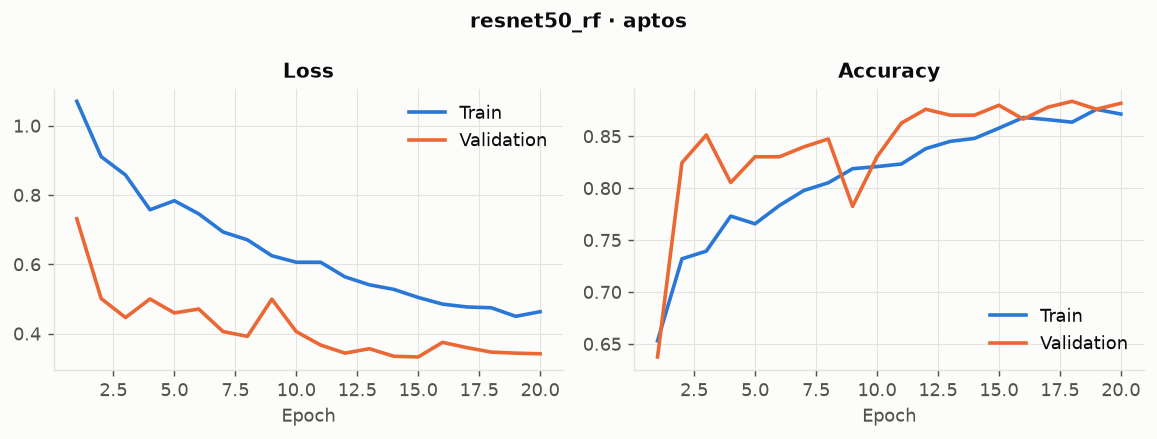 resnet50_rf · aptos
Loss
Train
Validation
1.0
0.8
0.6
0.4
2.5 5.0 7.5 10.0 12.5 15.0 17.5 20.0
Epoch
Accuracy
0.85
0.80
0.75
0.70
0.65
Train
Validation
2.5 5.0 7.5 10.0 12.5 15.0 17.5 20.0
Epoch